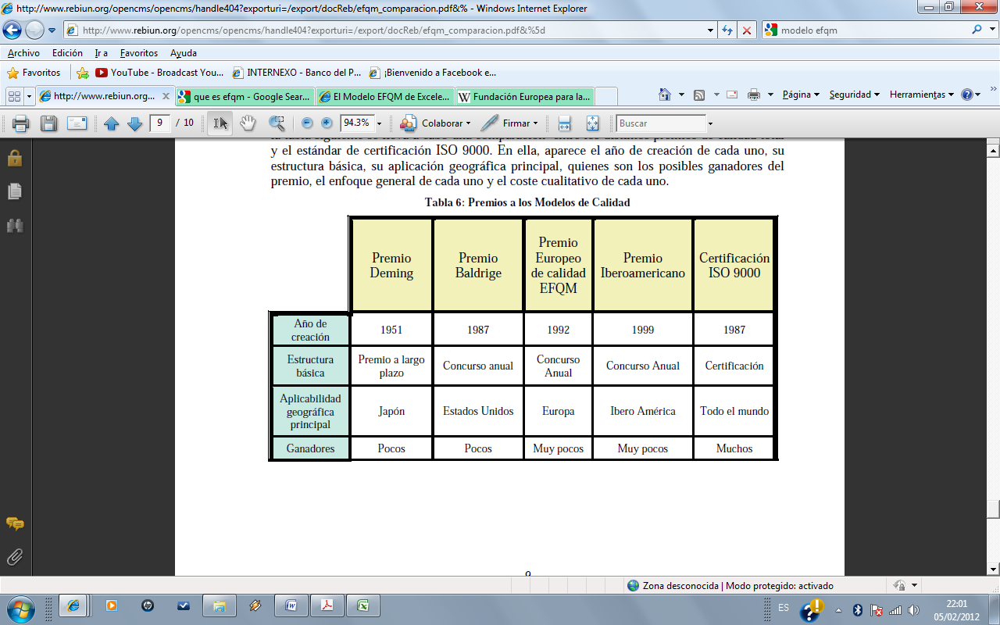 http://www.rebiun.org/opencms/opencms/handle404?exporturi=/export/docReb/efqm_comparacion.pdf&% - Windows Internet Explorer
http://www.rebiun.org/opencms/opencms/handle404?exporturi=/export/docReb/efqm_comparacion.pdf&%5d
modelo efqm
Archivo Edición Ir a Favoritos Ayuda
Favoritos YouTube - Broadcast You... INTERNEXO - Banco del P... ¡Bienvenido a Facebook e...
http://www.rebiun.org... que es efqm - Google Sear... El Modelo EFQM de Excele... Fundación Europea para la... Página Seguridad Herramientas
9 / 10 94.3% Colaborar Firmar Buscar
y el estándar de certificación ISO 9000. En ella, aparece el año de creación de cada uno, su
estructura básica, su aplicación geográfica principal, quienes son los posibles ganadores del
premio, el enfoque general de cada uno y el coste cualitativo de cada uno.
Tabla 6: Premios a los Modelos de Calidad
Premio Deming
Premio Baldrige
Premio Europeo de calidad EFQM
Premio Iberoamericano
Certificación ISO 9000
Año de creación 1951 1987 1992 1999 1987
Estructura básica Premio a largo plazo Concurso anual Concurso Anual Concurso Anual Certificación
Aplicabilidad geográfica principal Japón Estados Unidos Europa Ibero América Todo el mundo
Ganadores Pocos Pocos Muy pocos Muy pocos Muchos
Zona desconocida | Modo protegido: activado
ES
22:01
05/02/2012